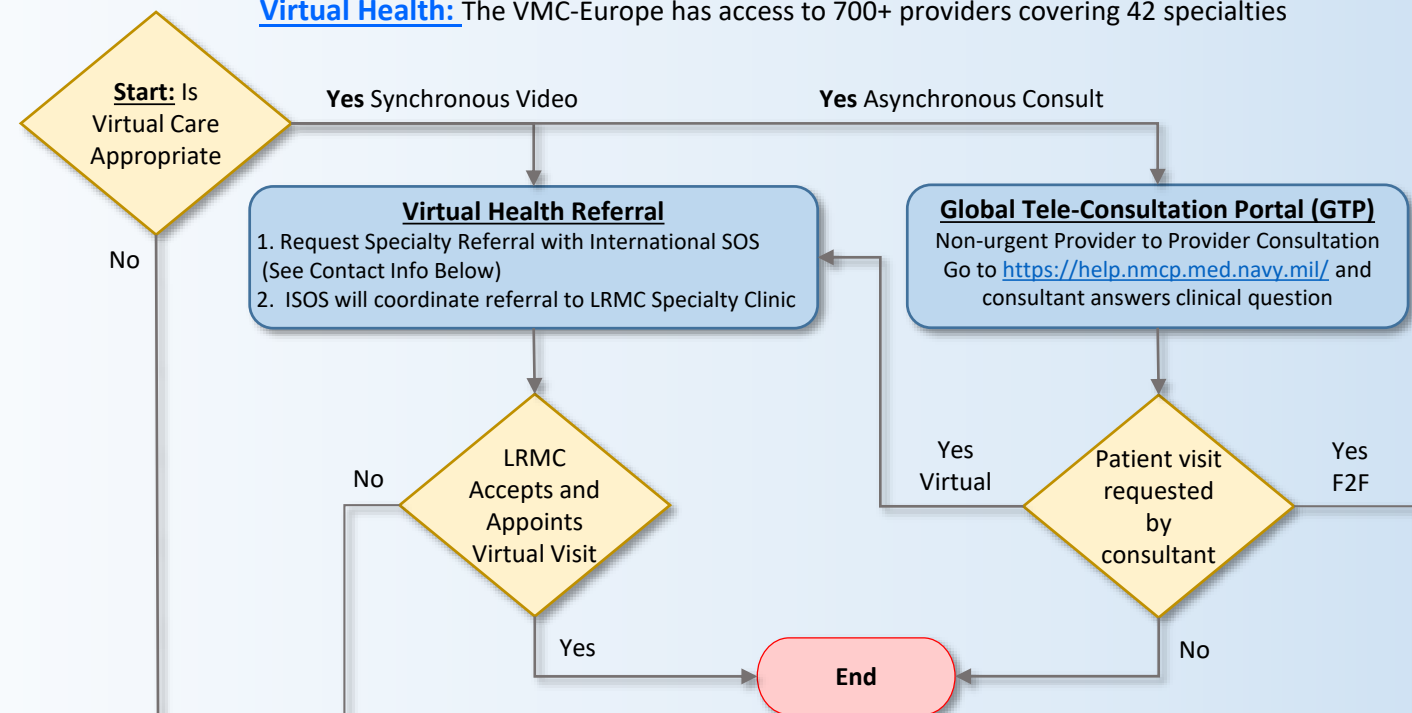 Virtual Health: The VMC-Europe has access to 700+ providers covering 42 specialties
Start: Is
Virtual Care
Appropriate
Yes Synchronous Video
Yes Asynchronous Consult
No
Virtual Health Referral
1. Request Specialty Referral with International SOS
(See Contact Info Below)
2. ISOS will coordinate referral to LRMC Specialty Clinic
Global Tele-Consultation Portal (GTP)
Non-urgent Provider to Provider Consultation
Go to https://help.nmcp.med.navy.mil/ and
consultant answers clinical question
No
LRMC
Accepts and
Appoints
Virtual Visit
Yes
Virtual
Patient visit
requested
by
consultant
Yes
F2F
Yes
End
No